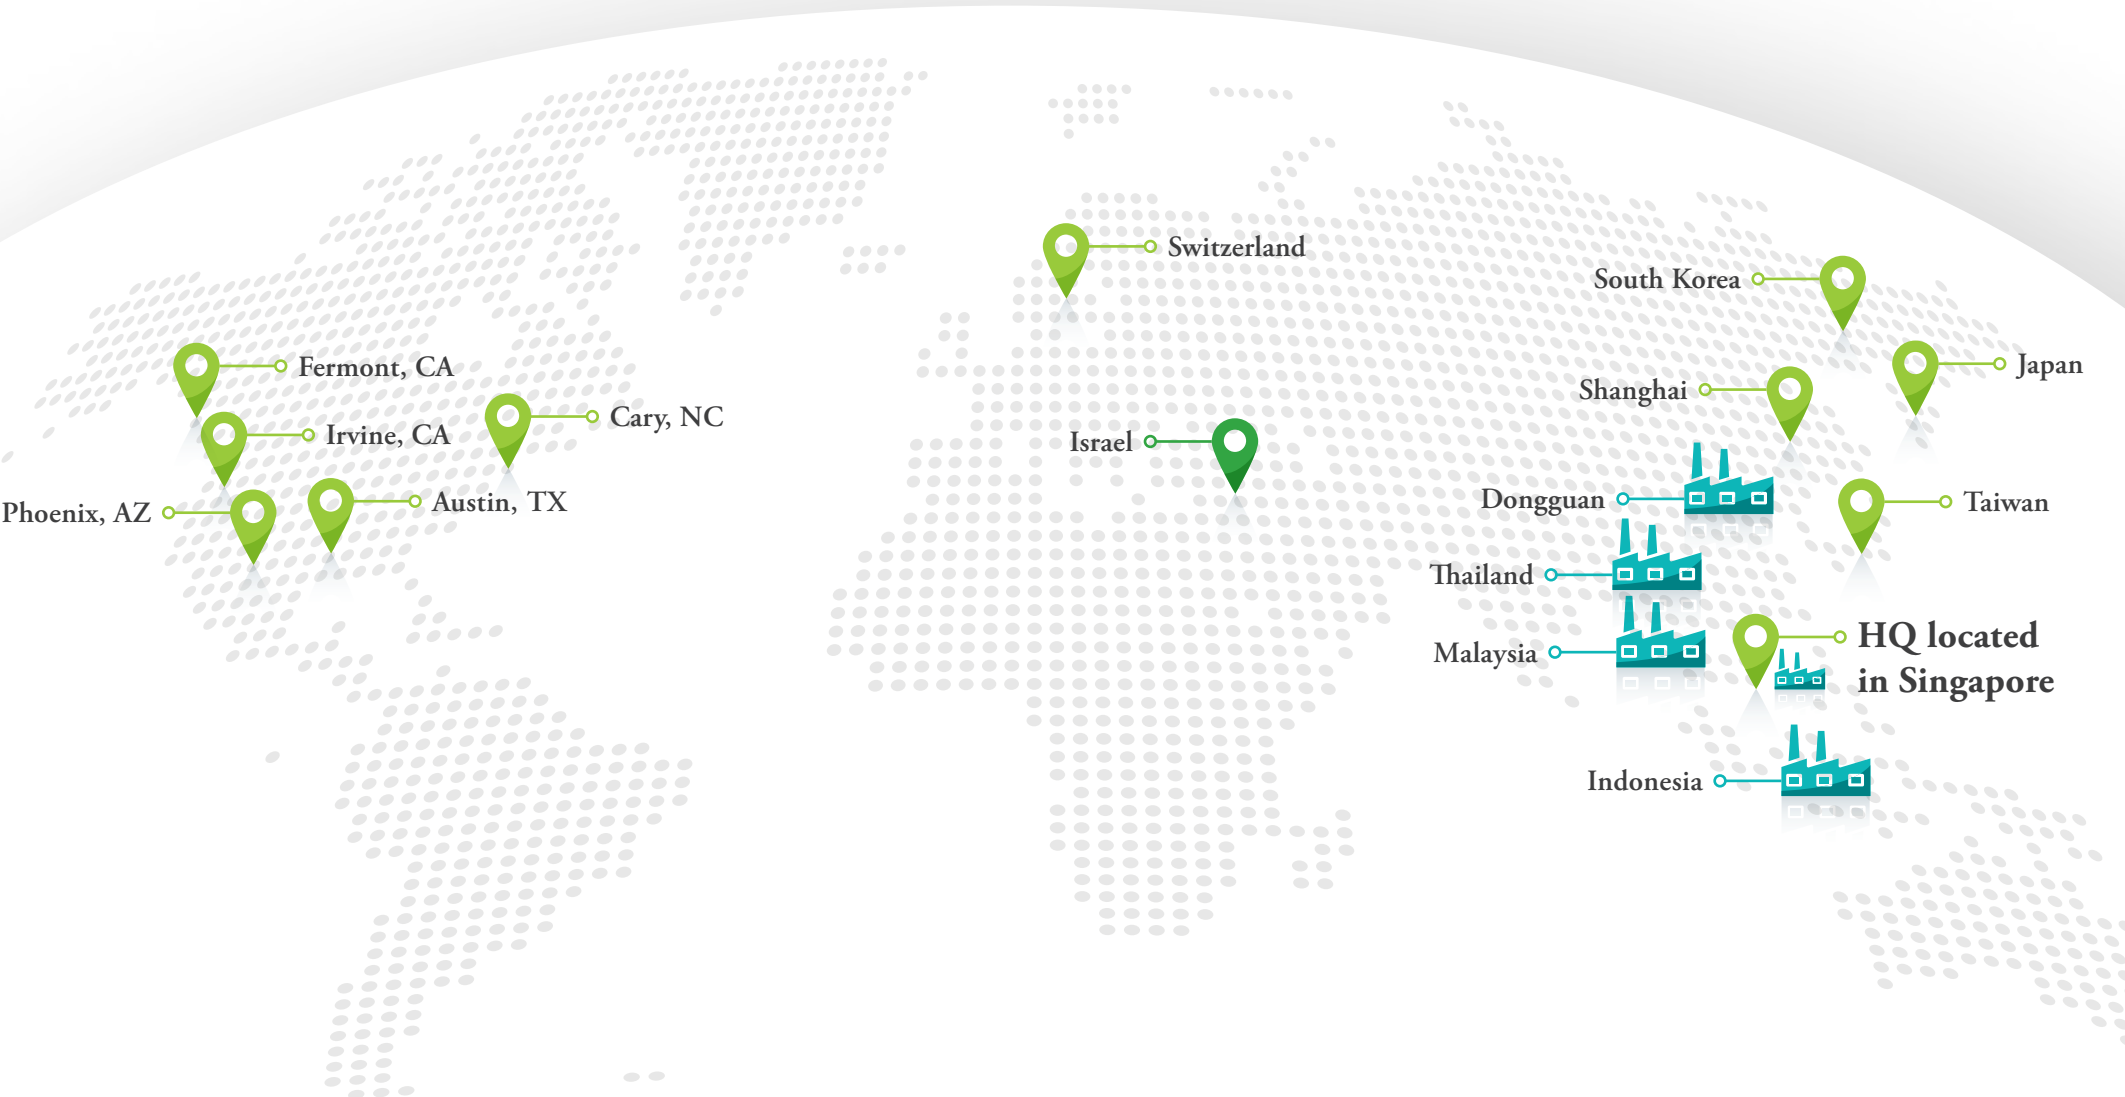 Switzerland
South Korea
Fermont, CA
Japan
Shanghai
Cary, NC
Irvine, CA
Israel
Dongguan
Austin, TX
Taiwan
Phoenix, AZ
Thailand
HQ located
in Singapore
Malaysia
Indonesia